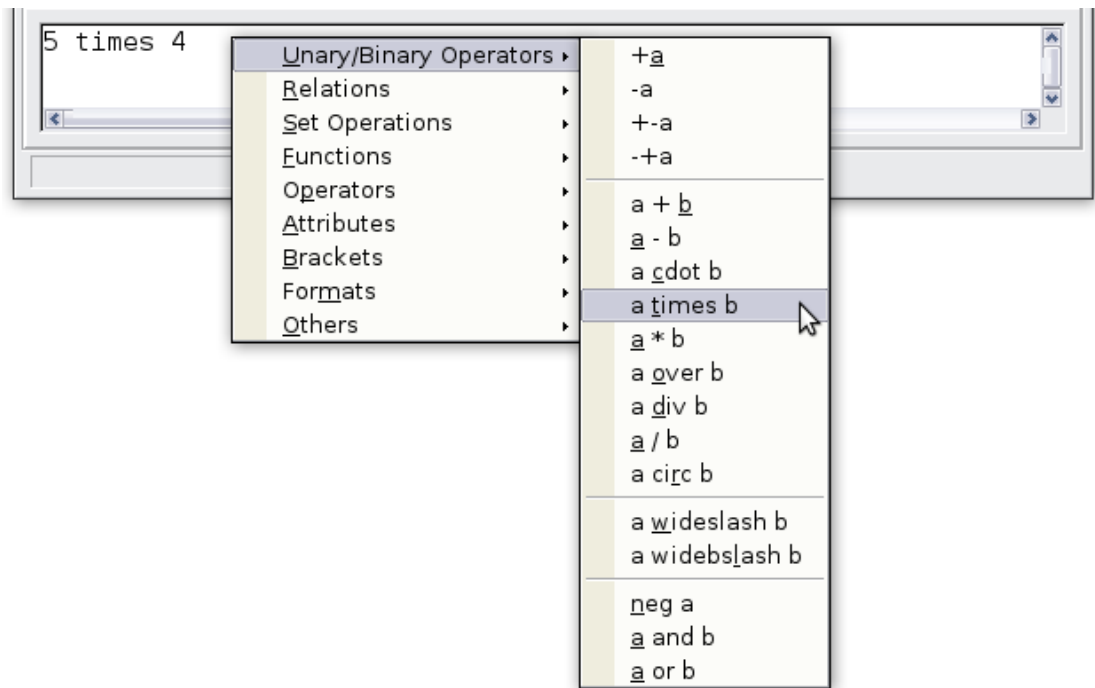 5 times 4
Unary/Binary Operators
Relations
Set Operations
Functions
Operators
Attributes
Brackets
Formats
Others
+a
-a
+-a
-+a
a + b
a - b
a cdot b
a times b
a * b
a over b
a div b
a / b
a circ b
a wideslash b
a widebslash b
neg a
a and b
a or b